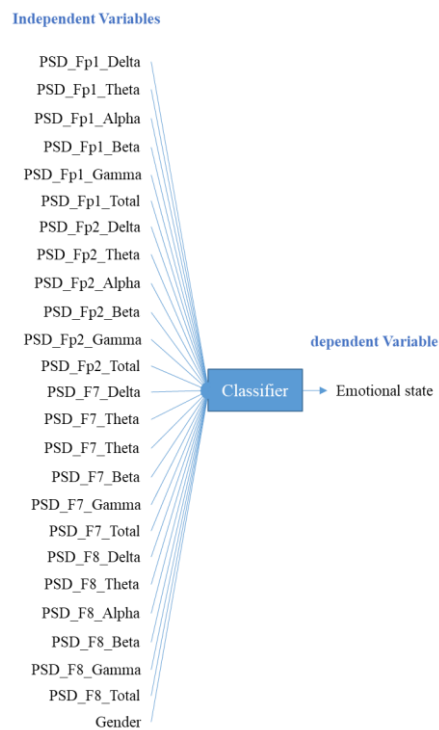 Independent Variables
PSD_Fp1_Delta
PSD_Fp1_Theta
PSD_Fp1_Alpha
PSD_Fp1_Beta
PSD_Fp1_Gamma
PSD_Fp1_Total
PSD_Fp2_Delta
PSD_Fp2_Theta
PSD_Fp2_Alpha
PSD_Fp2_Beta
PSD_Fp2_Gamma
PSD_Fp2_Total
PSD_F7_Delta
PSD_F7_Theta
PSD_F7_Theta
PSD_F7_Beta
PSD_F7_Gamma
PSD_F7_Total
PSD_F8_Delta
PSD_F8_Theta
PSD_F8_Alpha
PSD_F8_Beta
PSD_F8_Gamma
PSD_F8_Total
Gender
Classifier
dependent Variable
Emotional state